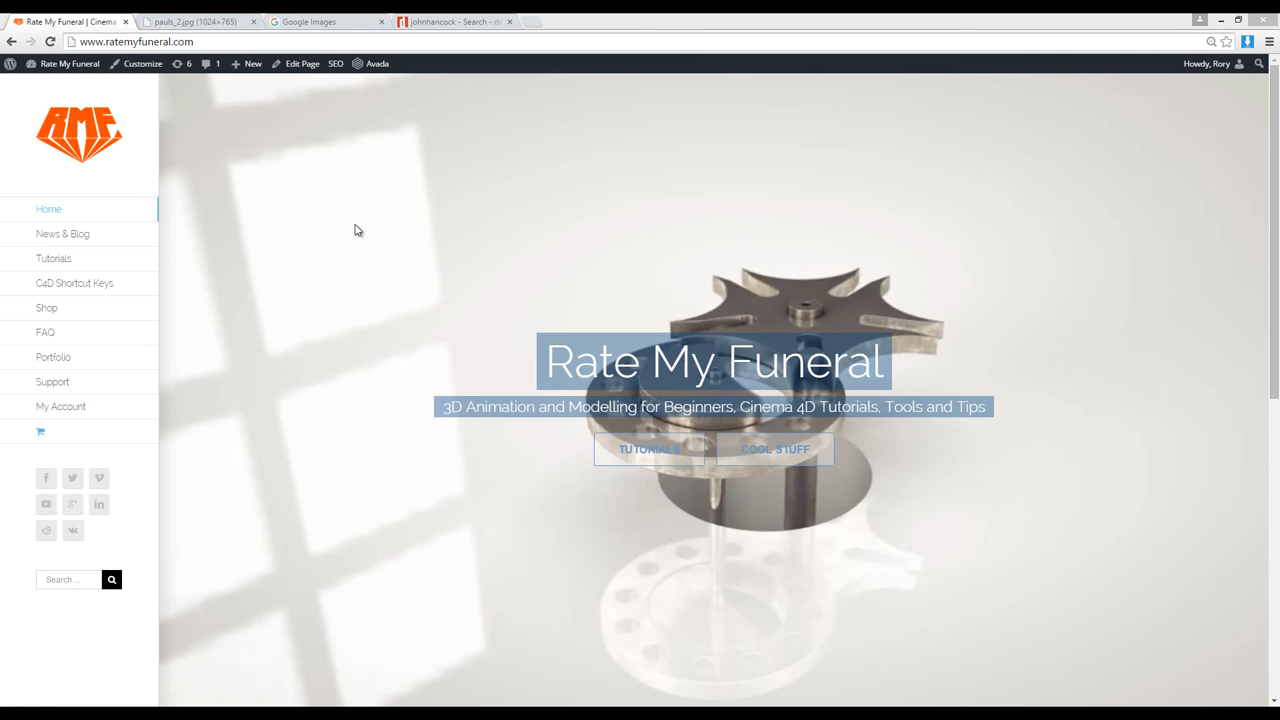 Rate My Funeral | Cinema
pauls_2.jpg (1024×765)
Google Images
johnhancock - Search - d
www.ratemyfuneral.com
Rate My Funeral
Customize
6
1
New
Edit Page
SEO
Avada
Howdy, Rory
RMF
Home
News & Blog
Tutorials
C4D Shortcut Keys
Shop
FAQ
Portfolio
Support
My Account
Search ...
Rate My Funeral
3D Animation and Modelling for Beginners, Cinema 4D Tutorials, Tools and Tips
TUTORIALS
COOL STUFF